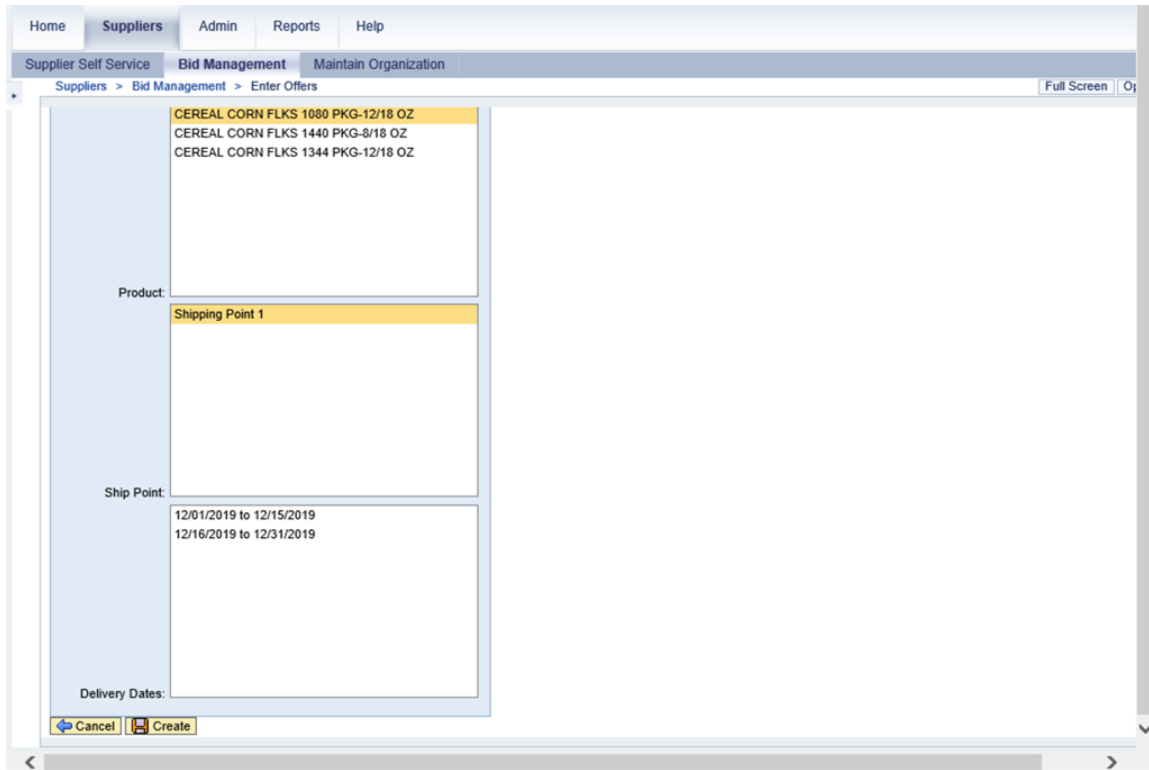 Home Suppliers Admin Reports Help
Supplier Self Service Bid Management Maintain Organization
Suppliers > Bid Management > Enter Offers Full Screen Op
CEREAL CORN FLKS 1080 PKG-12/18 OZ
CEREAL CORN FLKS 1440 PKG-8/18 OZ
CEREAL CORN FLKS 1344 PKG-12/18 OZ
Product:
Shipping Point 1
Ship Point:
12/01/2019 to 12/15/2019
12/16/2019 to 12/31/2019
Delivery Dates:
Cancel Create